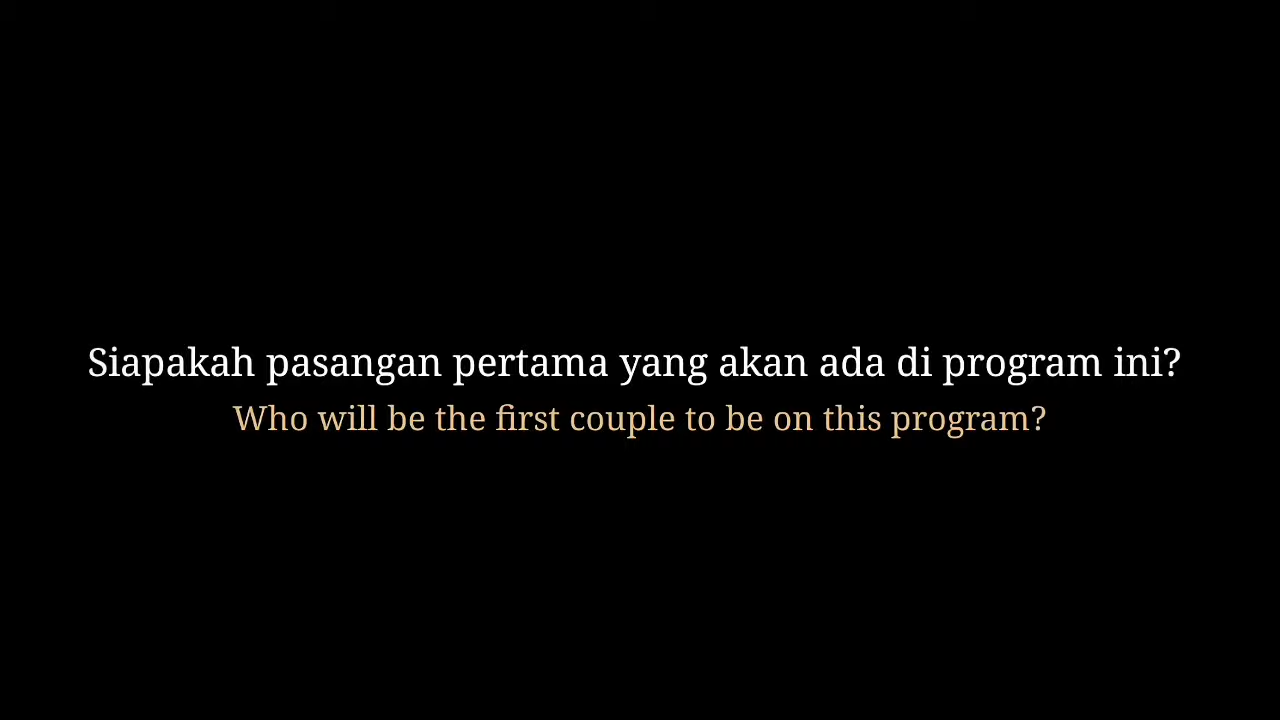 Siapakah pasangan pertama yang akan ada di program ini?
Who will be the first couple to be on this program?